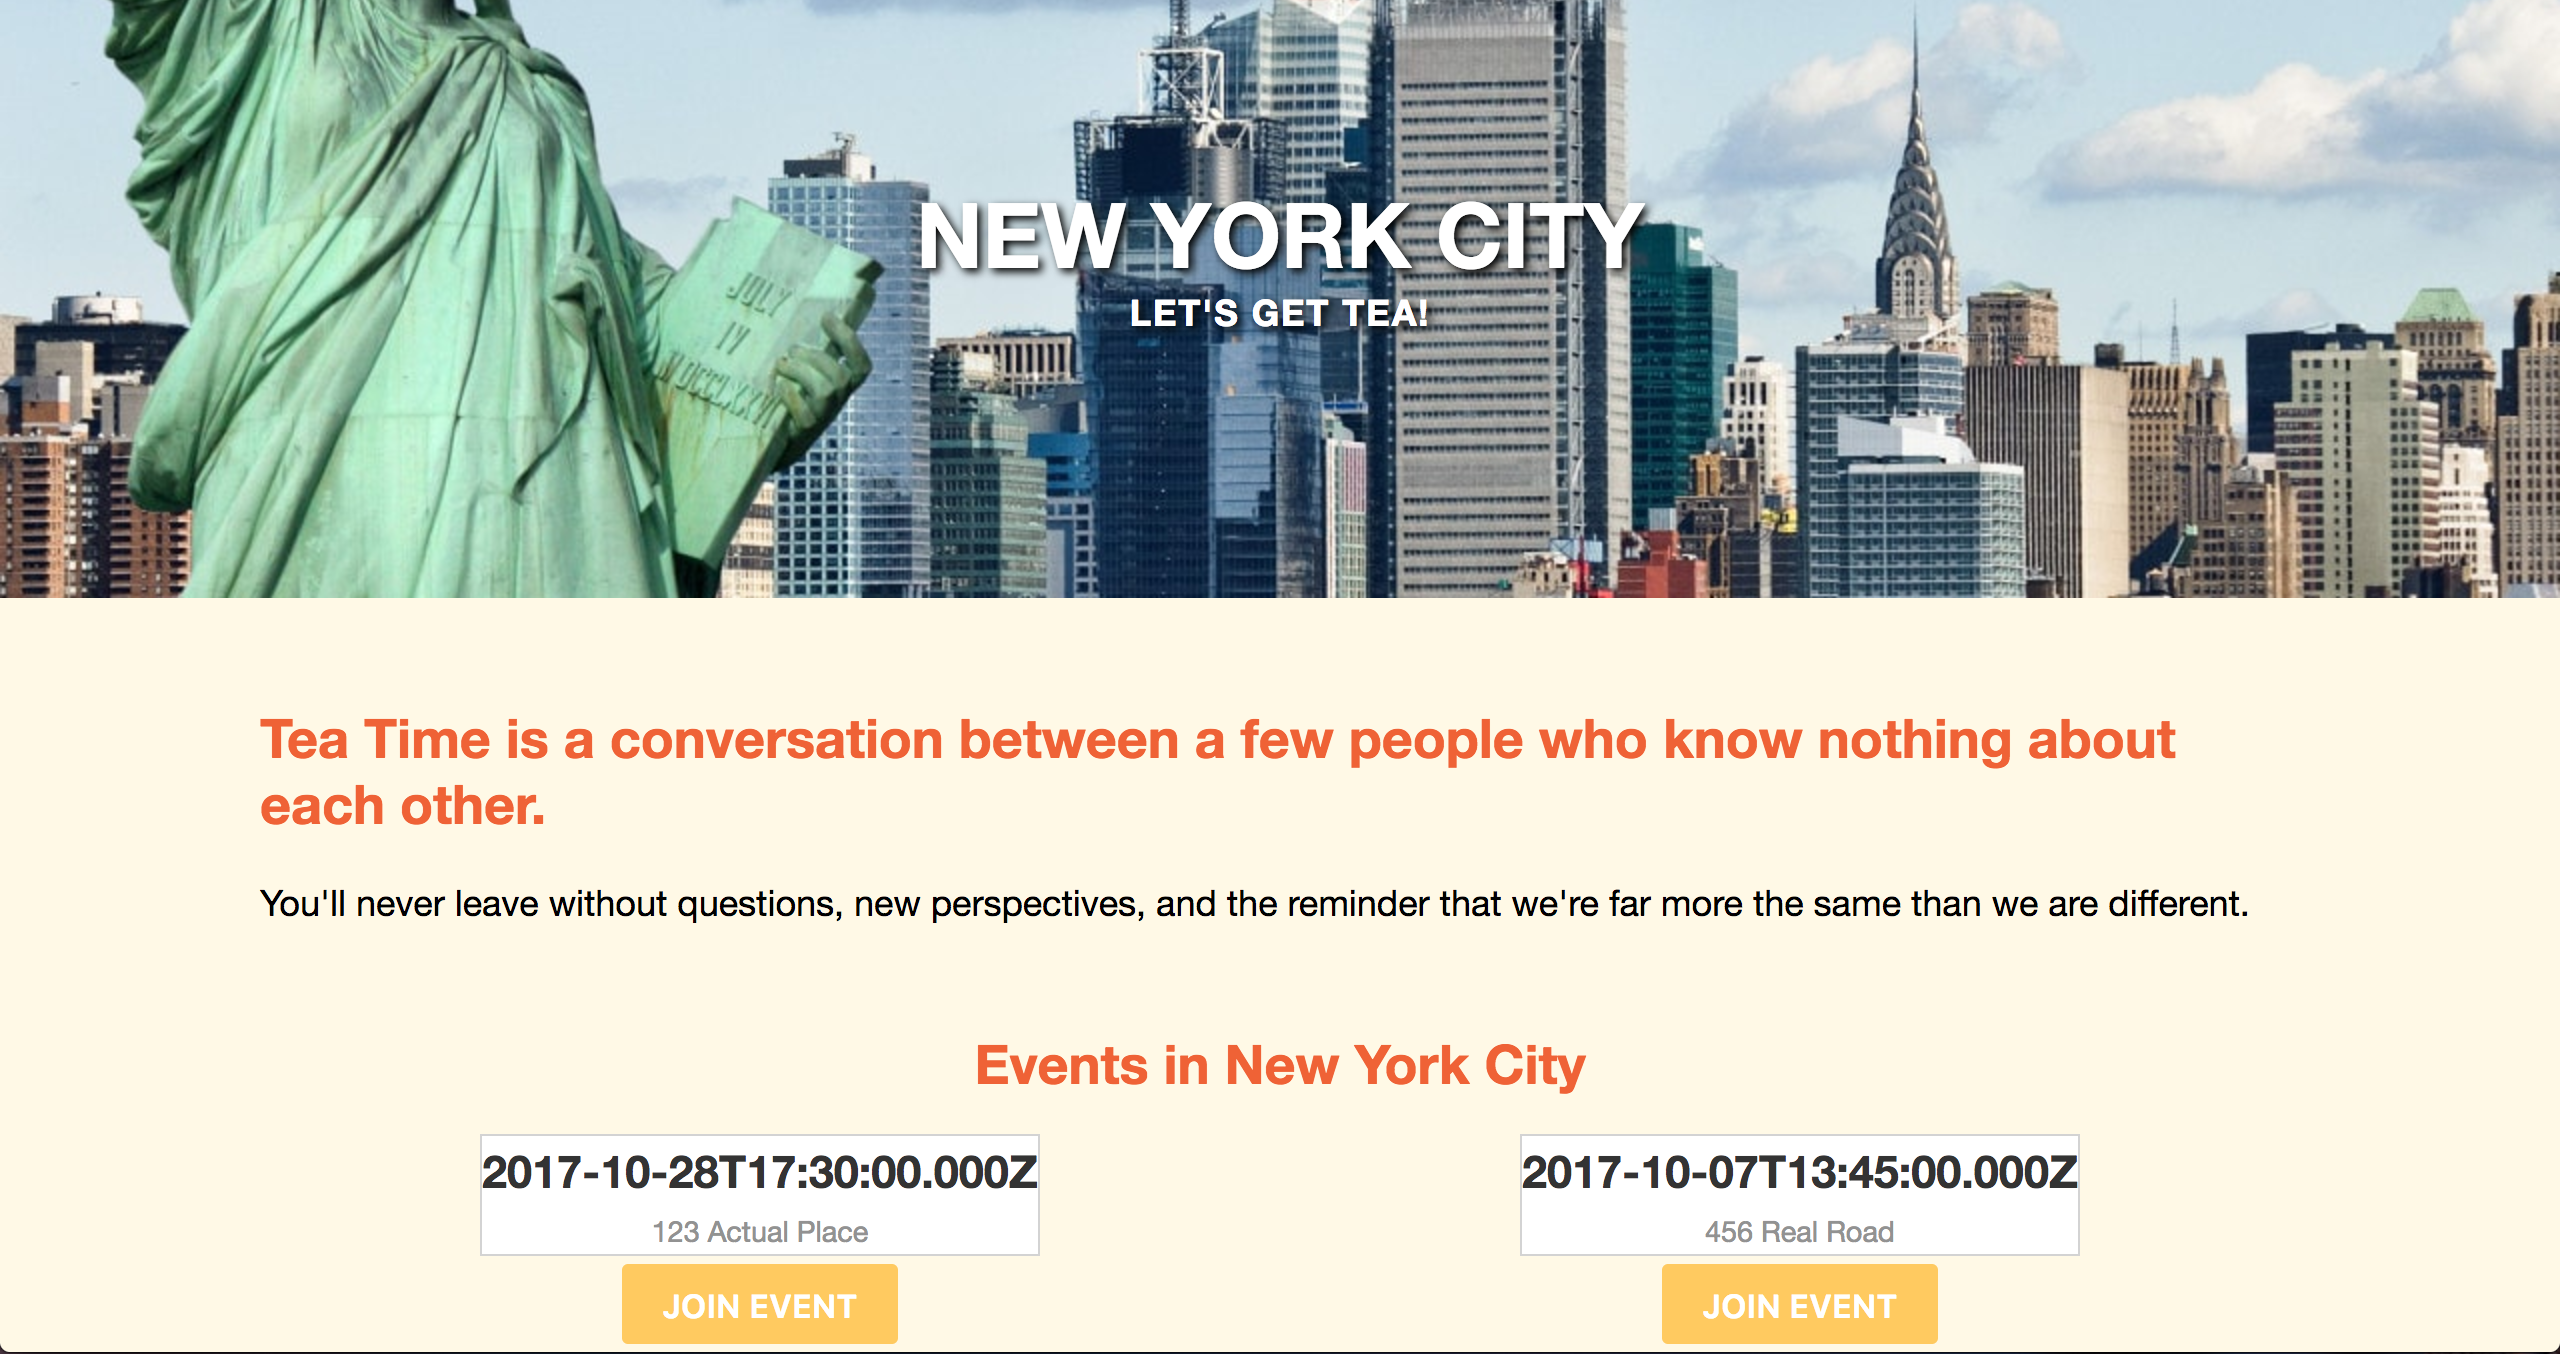 NEW YORK CITY
LET'S GET TEA!
JULY
IV
MDCCLXXVI
Tea Time is a conversation between a few people who know nothing about
each other.
You'll never leave without questions, new perspectives, and the reminder that we're far more the same than we are different.
Events in New York City
2017-10-28T17:30:00.000Z
123 Actual Place
JOIN EVENT
2017-10-07T13:45:00.000Z
456 Real Road
JOIN EVENT